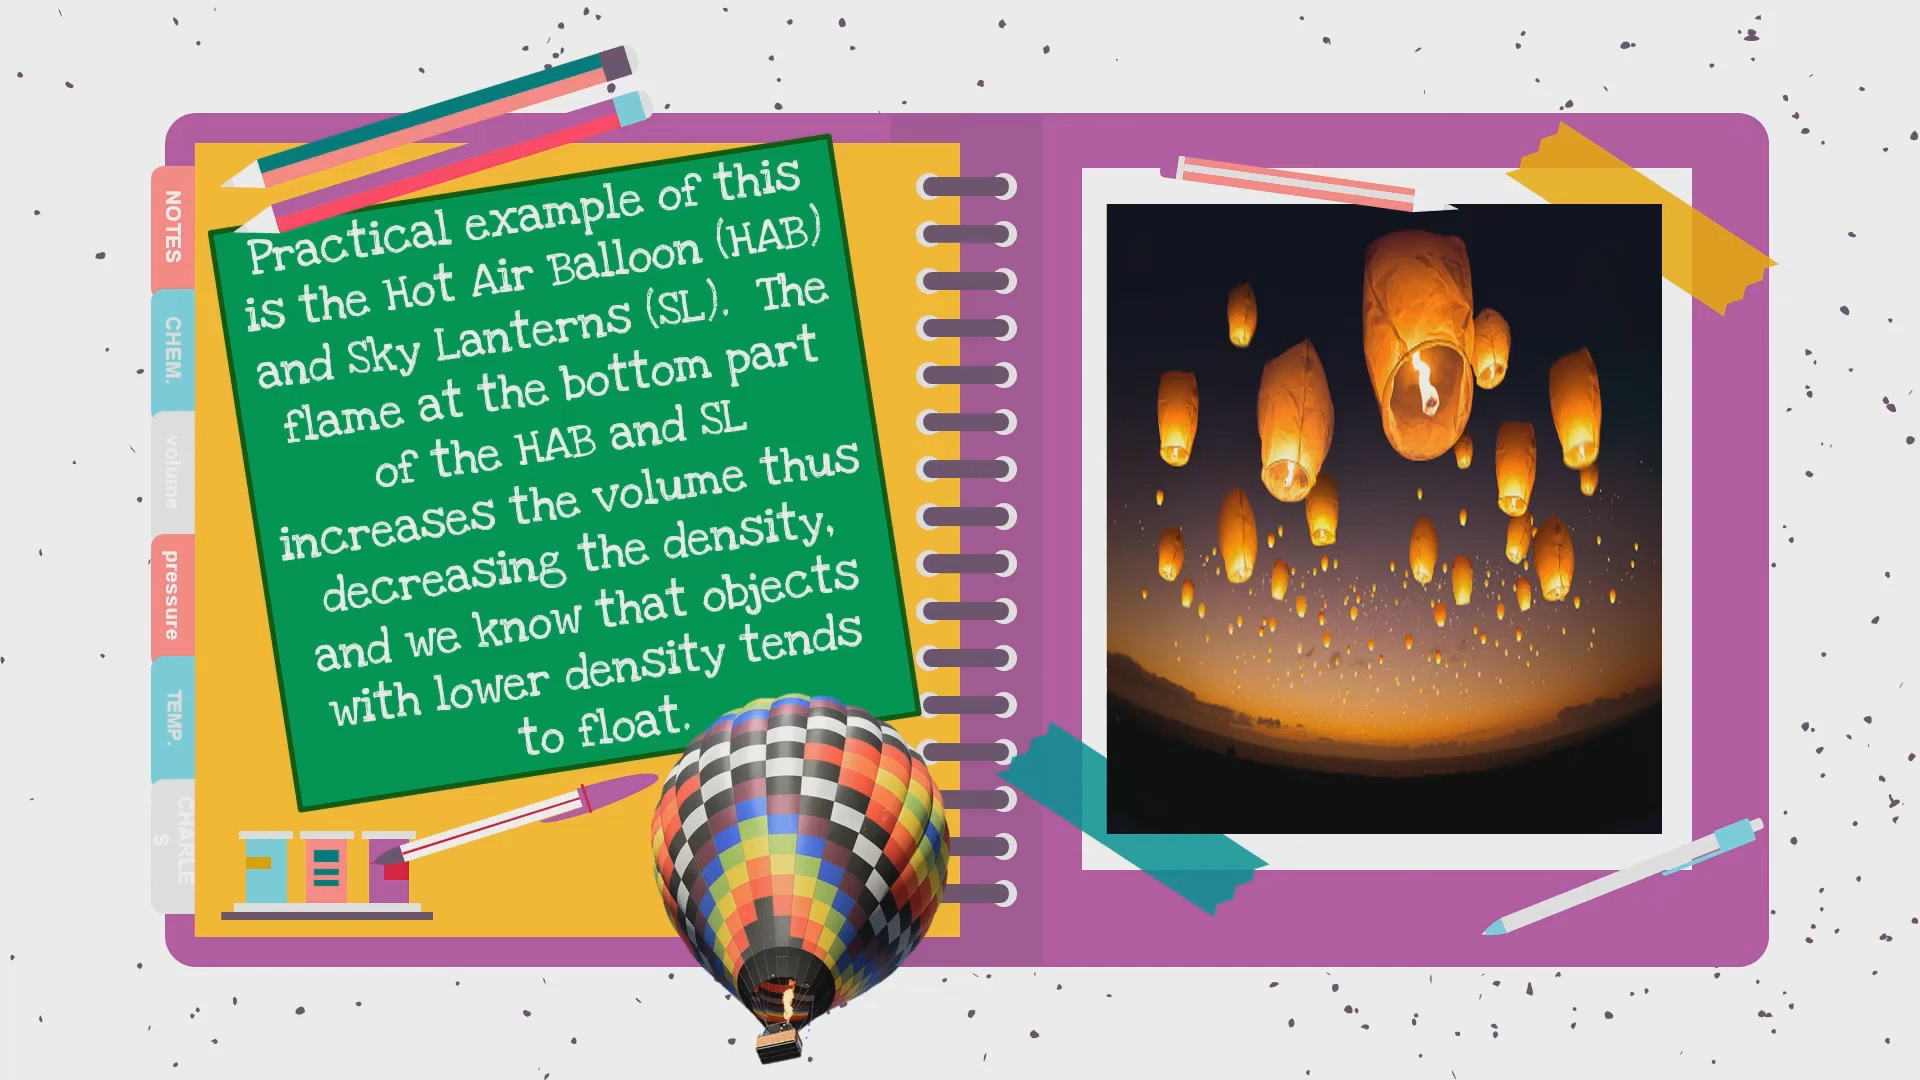 Practical example of this
is the Hot Air Balloon (HAB)
and Sky Lanterns (SL). The
flame at the bottom part
of the HAB and SL
increases the volume thus
decreasing the density,
and we know that objects
with lower density tends
to float.
NOTES
CHEM.
volume
pressure
TEMP.
CHARLE
S